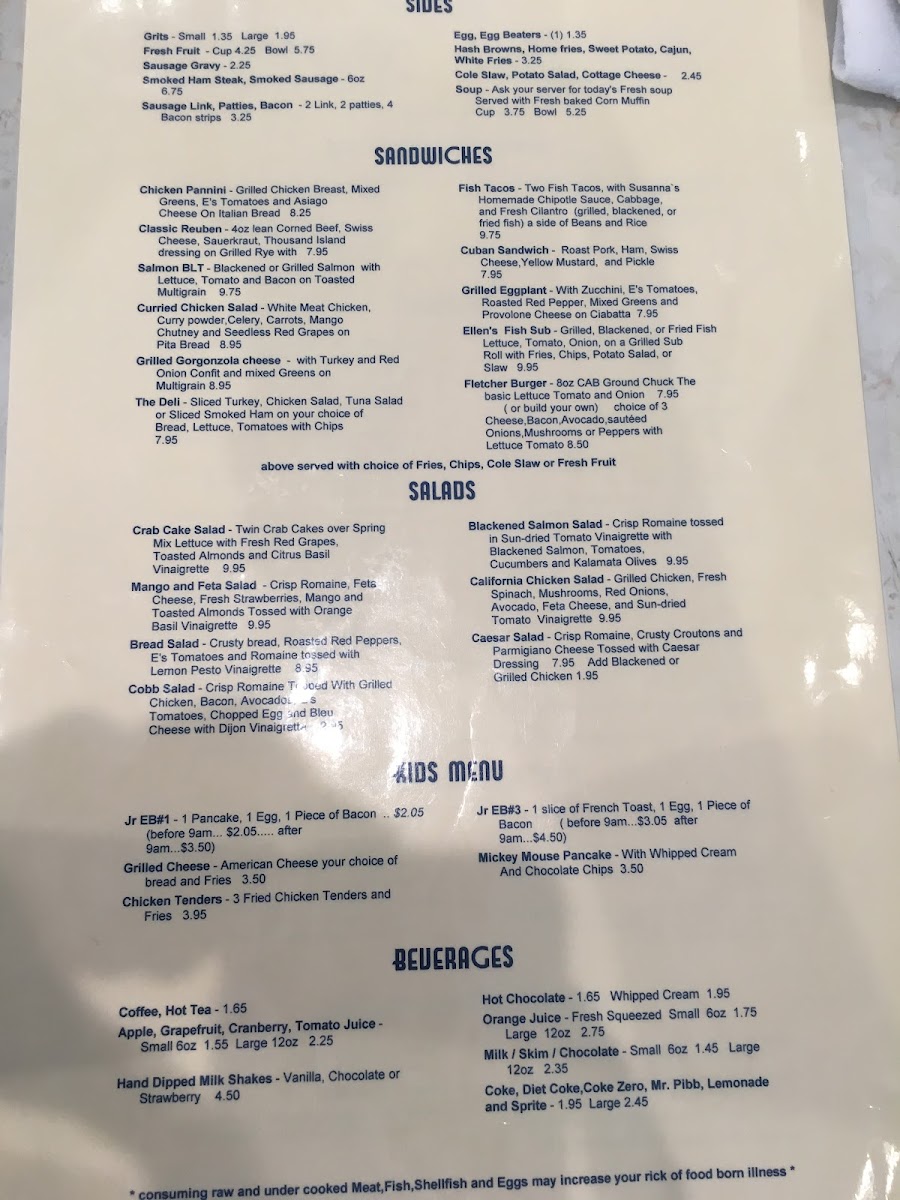 SIDES
Grits - Small 1.35 Large 1.95
Fresh Fruit - Cup 4.25 Bowl 5.75
Sausage Gravy - 2.25
Smoked Ham Steak, Smoked Sausage - 6oz
6.75
Sausage Link, Patties, Bacon - 2 Link, 2 patties, 4
Bacon strips 3.25
Egg, Egg Beaters - (1) 1.35
Hash Browns, Home fries, Sweet Potato, Cajun,
White Fries - 3.25
Cole Slaw, Potato Salad, Cottage Cheese - 2.45
Soup - Ask your server for today's Fresh soup
Served with Fresh baked Corn Muffin
Cup 3.75 Bowl 5.25
SANDWICHES
Chicken Pannini - Grilled Chicken Breast, Mixed
Greens, E's Tomatoes and Asiago
Cheese On Italian Bread 8.25
Classic Reuben - 4oz lean Corned Beef, Swiss
Cheese, Sauerkraut, Thousand Island
dressing on Grilled Rye with 7.95
Salmon BLT - Blackened or Grilled Salmon with
Lettuce, Tomato and Bacon on Toasted
Multigrain 9.75
Curried Chicken Salad - White Meat Chicken,
Curry powder,Celery, Carrots, Mango
Chutney and Seedless Red Grapes on
Pita Bread 8.95
Grilled Gorgonzola cheese - with Turkey and Red
Onion Confit and mixed Greens on
Multigrain 8.95
The Deli - Sliced Turkey, Chicken Salad, Tuna Salad
or Sliced Smoked Ham on your choice of
Bread, Lettuce, Tomatoes with Chips
7.95
Fish Tacos - Two Fish Tacos, with Susanna`s
Homemade Chipotle Sauce, Cabbage,
and Fresh Cilantro (grilled, blackened, or
fried fish) a side of Beans and Rice
9.75
Cuban Sandwich - Roast Pork, Ham, Swiss
Cheese,Yellow Mustard, and Pickle
7.95
Grilled Eggplant - With Zucchini, E's Tomatoes,
Roasted Red Pepper, Mixed Greens and
Provolone Cheese on Ciabatta 7.95
Ellen's Fish Sub - Grilled, Blackened, or Fried Fish
Lettuce, Tomato, Onion, on a Grilled Sub
Roll with Fries, Chips, Potato Salad, or
Slaw 9.95
Fletcher Burger - 8oz CAB Ground Chuck The
basic Lettuce Tomato and Onion 7.95
( or build your own) choice of 3
Cheese,Bacon,Avocado,sautéed
Onions,Mushrooms or Peppers with
Lettuce Tomato 8.50
above served with choice of Fries, Chips, Cole Slaw or Fresh Fruit
SALADS
Crab Cake Salad - Twin Crab Cakes over Spring
Mix Lettuce with Fresh Red Grapes,
Toasted Almonds and Citrus Basil
Vinaigrette 9.95
Mango and Feta Salad - Crisp Romaine, Feta
Cheese, Fresh Strawberries, Mango and
Toasted Almonds Tossed with Orange
Basil Vinaigrette 9.95
Bread Salad - Crusty bread, Roasted Red Peppers,
E's Tomatoes and Romaine tossed with
Lemon Pesto Vinaigrette 8.95
Cobb Salad - Crisp Romaine With Grilled
Chicken, Bacon, Avocado
Tomatoes, Chopped Egg and Bleu
Cheese with Dijon Vinaigrette
Blackened Salmon Salad - Crisp Romaine tossed
in Sun-dried Tomato Vinaigrette with
Blackened Salmon, Tomatoes,
Cucumbers and Kalamata Olives 9.95
California Chicken Salad - Grilled Chicken, Fresh
Spinach, Mushrooms, Red Onions,
Avocado, Feta Cheese, and Sun-dried
Tomato Vinaigrette 9.95
Caesar Salad - Crisp Romaine, Crusty Croutons and
Parmigiano Cheese Tossed with Caesar
Dressing 7.95 Add Blackened or
Grilled Chicken 1.95
KIDS MENU
Jr EB#1 - 1 Pancake, 1 Egg, 1 Piece of Bacon .. $2.05
(before 9am... $2.05..... after
9am...$3.50)
Grilled Cheese - American Cheese your choice of
bread and Fries 3.50
Chicken Tenders - 3 Fried Chicken Tenders and
Fries 3.95
Jr EB#3 - 1 slice of French Toast, 1 Egg, 1 Piece of
Bacon ( before 9am...$3.05 after
9am...$4.50)
Mickey Mouse Pancake - With Whipped Cream
And Chocolate Chips 3.50
BEVERAGES
Coffee, Hot Tea - 1.65
Apple, Grapefruit, Cranberry, Tomato Juice -
Small 6oz 1.55 Large 12oz 2.25
Hand Dipped Milk Shakes - Vanilla, Chocolate or
Strawberry 4.50
Hot Chocolate - 1.65 Whipped Cream 1.95
Orange Juice - Fresh Squeezed Small 6oz 1.75
Large 12oz 2.75
Milk / Skim / Chocolate - Small 6oz 1.45 Large
12oz 2.35
Coke, Diet Coke,Coke Zero, Mr. Pibb, Lemonade
and Sprite - 1.95 Large 2.45
* consuming raw and under cooked Meat,Fish,Shellfish and Eggs may increase your rick of food born illness *